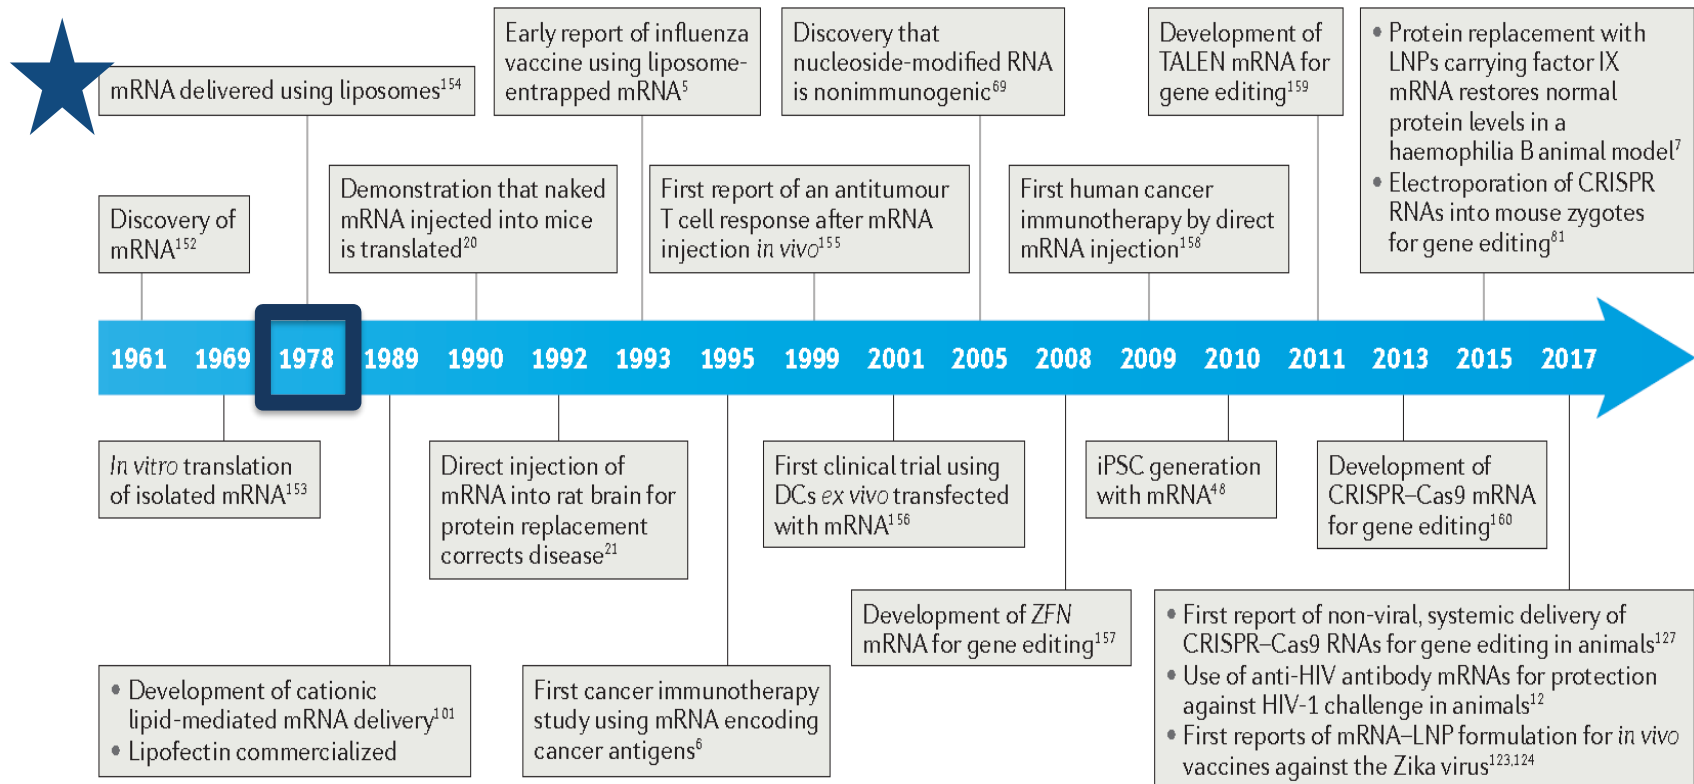 mRNA delivered using liposomes154
Early report of influenza
vaccine using liposome-
entrapped mRNA5
Discovery that
nucleoside-modified RNA
is nonimmunogenic69
Development of
TALEN mRNA for
gene editing159
• Protein replacement with
LNPs carrying factor IX
mRNA restores normal
protein levels in a
haemophilia B animal model7
• Electroporation of CRISPR
RNAs into mouse zygotes
for gene editing81
Discovery of
mRNA152
Demonstration that naked
mRNA injected into mice
is translated20
First report of an antitumour
T cell response after mRNA
injection in vivo155
First human cancer
immunotherapy by direct
mRNA injection158
1961 1969 1978 1989 1990 1992 1993 1995 1999 2001 2005 2008 2009 2010 2011 2013 2015 2017
In vitro translation
of isolated mRNA153
Direct injection of
mRNA into rat brain for
protein replacement
corrects disease21
First clinical trial using
DCs ex vivo transfected
with mRNA156
iPSC generation
with mRNA48
Development of
CRISPR–Cas9 mRNA
for gene editing160
• Development of cationic
lipid-mediated mRNA delivery101
• Lipofectin commercialized
First cancer immunotherapy
study using mRNA encoding
cancer antigens6
Development of ZFN
mRNA for gene editing157
• First report of non-viral, systemic delivery of
CRISPR–Cas9 RNAs for gene editing in animals127
• Use of anti-HIV antibody mRNAs for protection
against HIV-1 challenge in animals12
• First reports of mRNA–LNP formulation for in vivo
vaccines against the Zika virus123,124